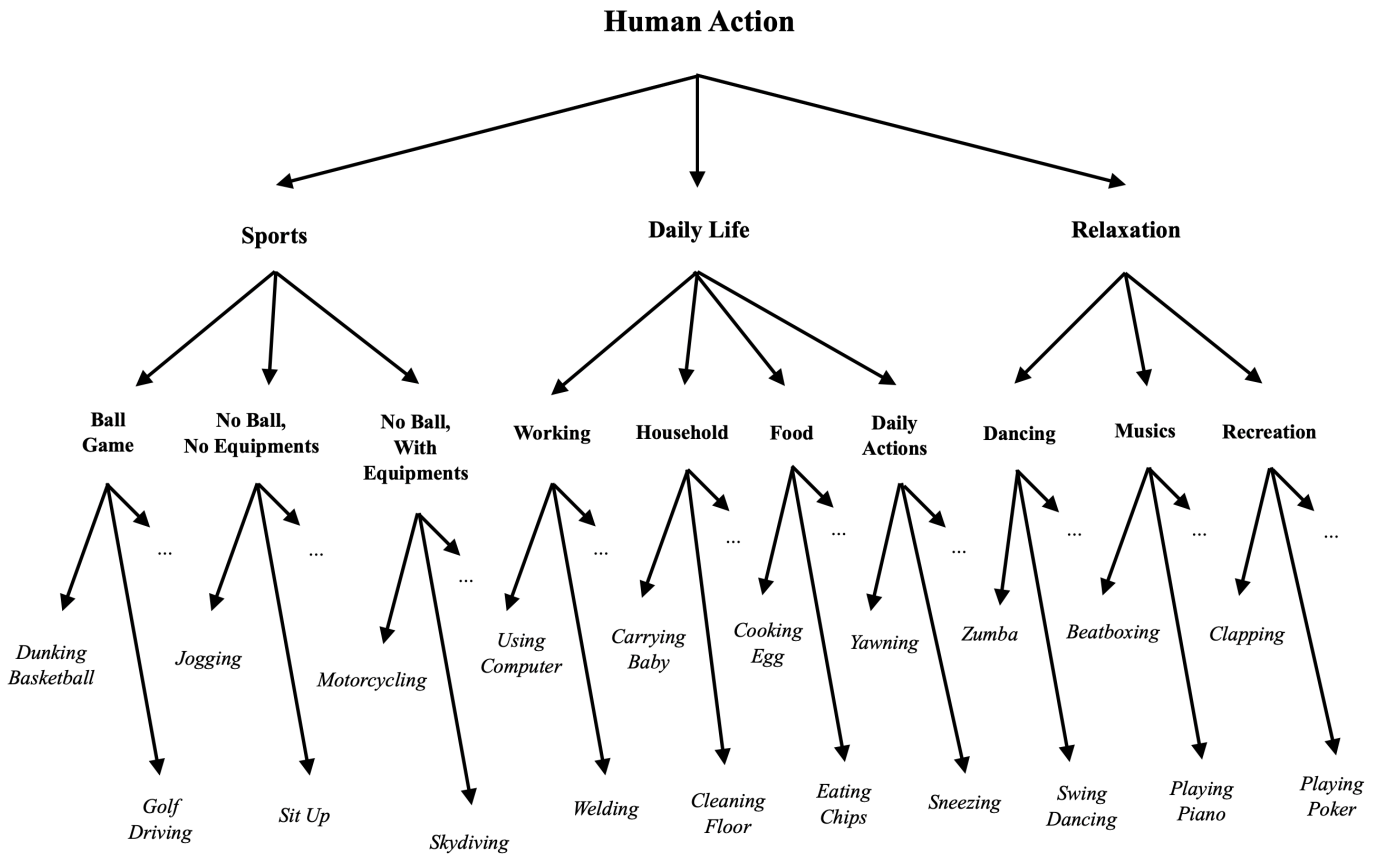 Human Action
Sports
Daily Life
Relaxation
Ball
Game
No Ball,
No Equipments
No Ball,
With
Equipments
Working
Household
Food
Daily
Actions
Dancing
Musics
Recreation
...
...
...
...
...
...
...
...
...
...
Dunking
Basketball
Jogging
Motorcycling
Using
Computer
Carrying
Baby
Cooking
Egg
Yawning
Zumba
Beatboxing
Clapping
Golf
Driving
Sit Up
Skydiving
Welding
Cleaning
Floor
Eating
Chips
Sneezing
Swing
Dancing
Playing
Piano
Playing
Poker